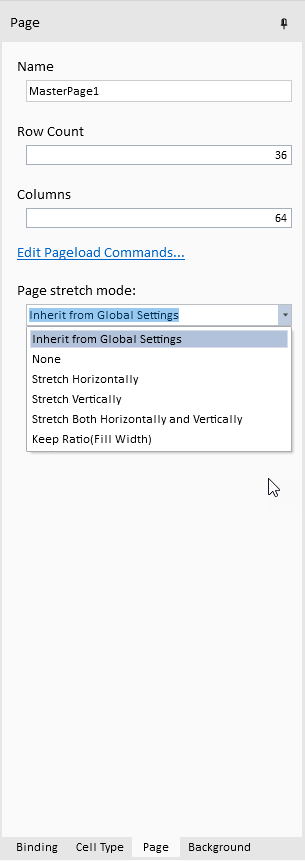 Page
Name
MasterPage1
Row Count
36
Columns
64
Edit Pageload Commands...
Page stretch mode:
Inherit from Global Settings
Inherit from Global Settings
None
Stretch Horizontally
Stretch Vertically
Stretch Both Horizontally and Vertically
Keep Ratio(Fill Width)
Binding Cell Type Page Background